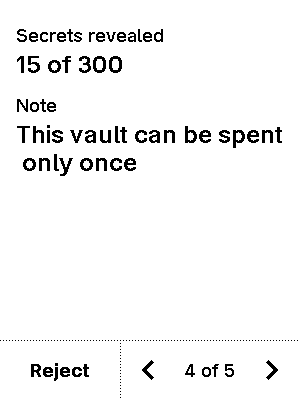 Secrets revealed
15 of 300
Note
This vault can be spent
only once
Reject
4 of 5